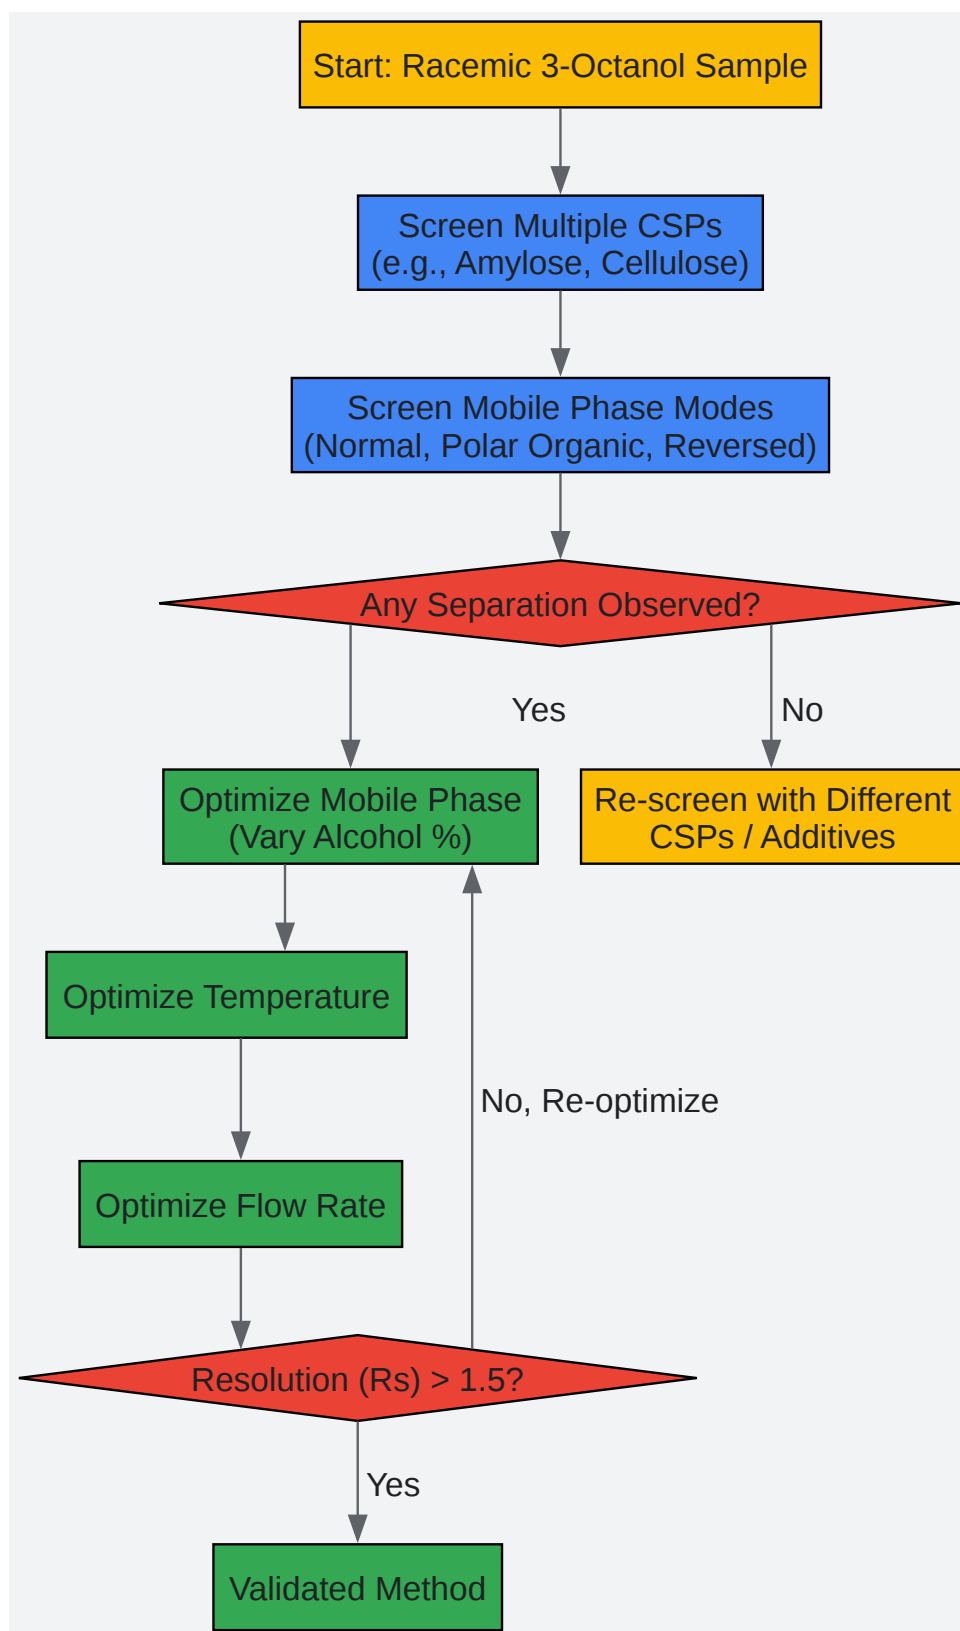 Start: Racemic 3-Octanol Sample
Screen Multiple CSPs
(e.g., Amylose, Cellulose)
Screen Mobile Phase Modes
(Normal, Polar Organic, Reversed)
Any Separation Observed?
Yes
No
Optimize Mobile Phase
(Vary Alcohol %)
Re-screen with Different
CSPs / Additives
Optimize Temperature
No, Re-optimize
Optimize Flow Rate
Resolution (Rs) > 1.5?
Yes
Validated Method